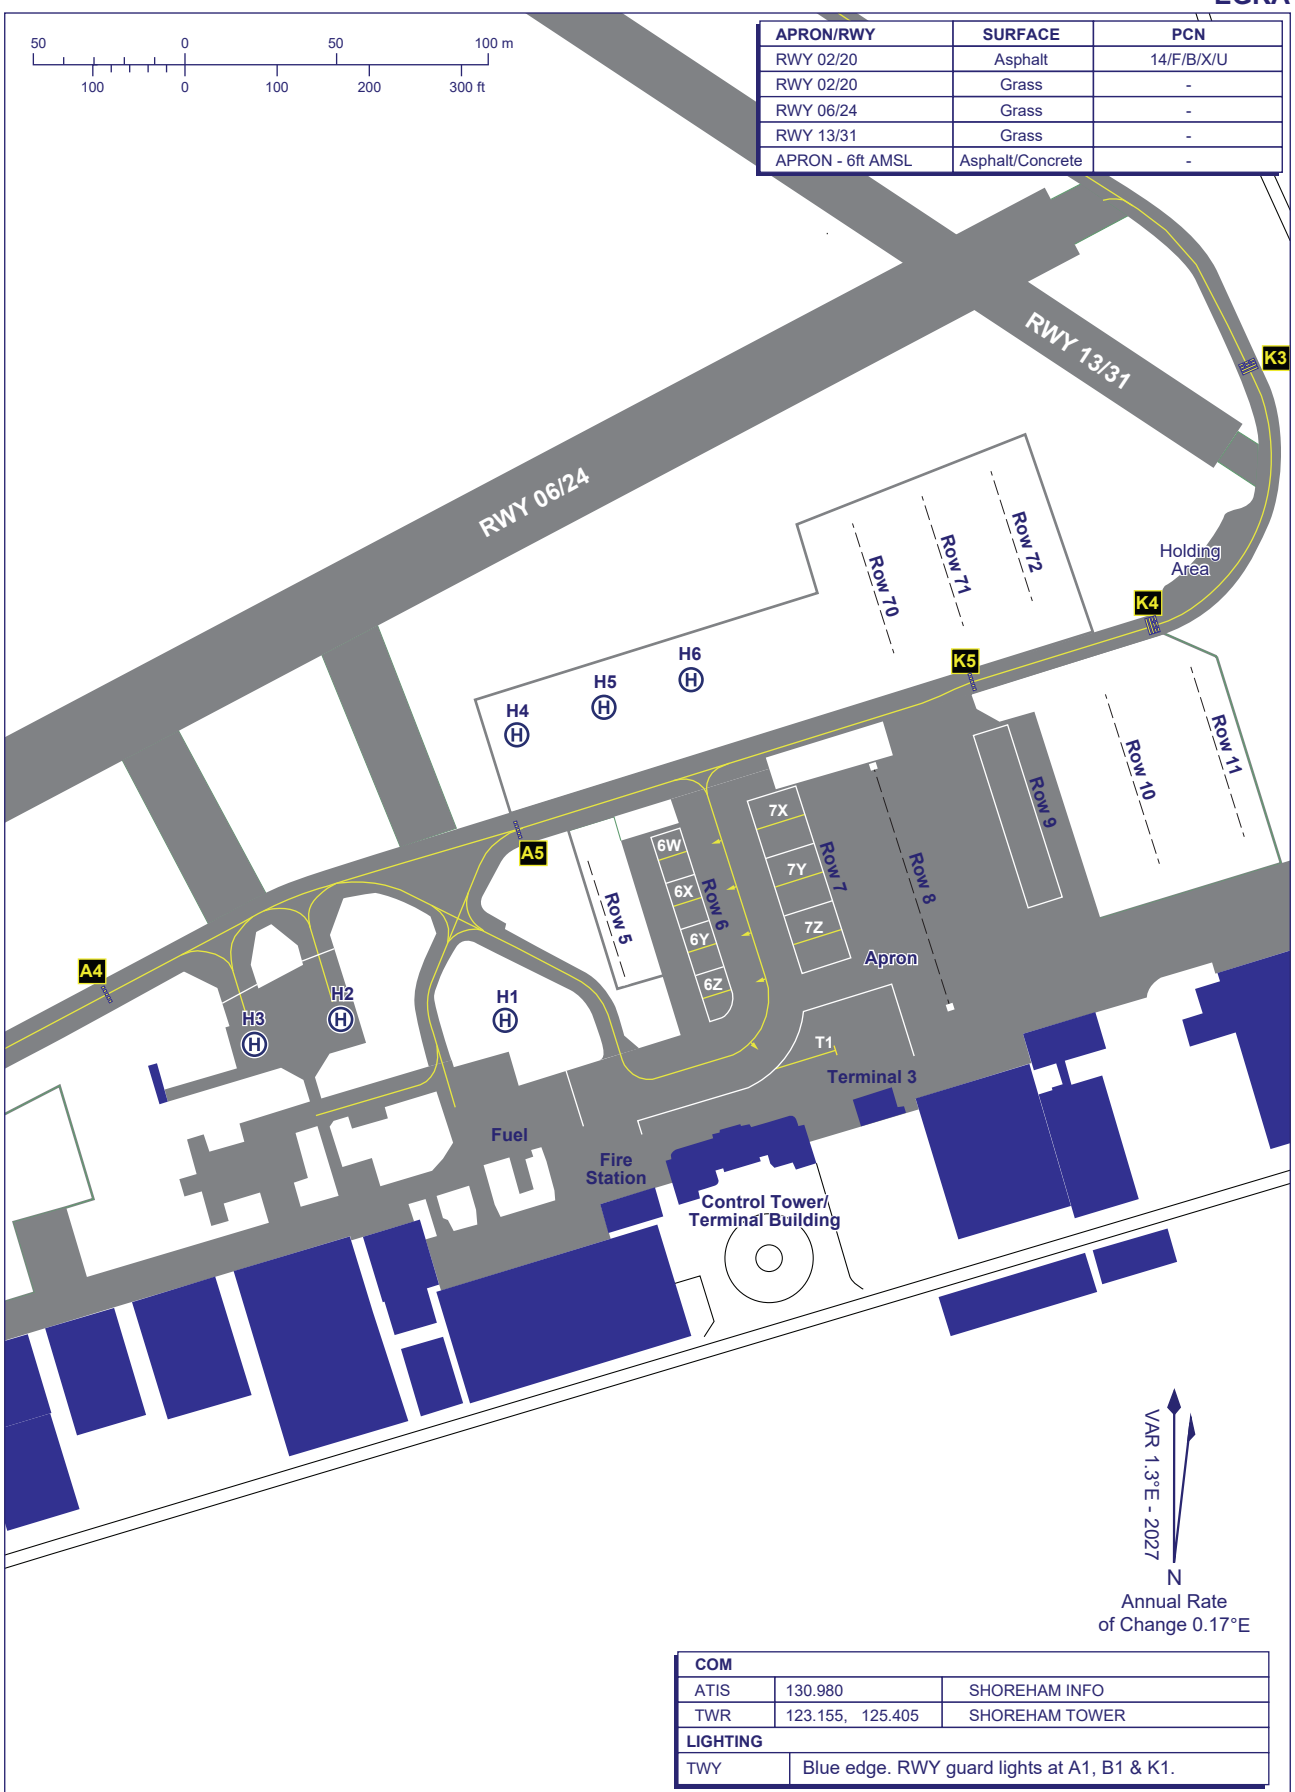 50 0 50 100 m
100 0 100 200 300 ft
APRON/RWY SURFACE PCN
RWY 02/20 Asphalt 14/F/B/X/U
RWY 02/20 Grass -
RWY 06/24 Grass -
RWY 13/31 Grass -
APRON - 6ft AMSL Asphalt/Concrete -
RWY 13/31
K3
RWY 06/24
Row 70
Row 71
Row 72
Holding
Area
K4
K5
H6
H5
H4
Row 10
Row 11
Row 9
A5
Row 5
6W
6X
6Y
6Z
Row 6
7X
7Y
7Z
Row 7
Row 8
Apron
A4
H3
H2
H1
T1
Terminal 3
Fuel
Fire
Station
Control Tower/
Terminal Building
VAR 1.3°E - 2027
N
Annual Rate
of Change 0.17°E
COM
ATIS 130.980 SHOREHAM INFO
TWR 123.155, 125.405 SHOREHAM TOWER
LIGHTING
TWY Blue edge. RWY guard lights at A1, B1 & K1.